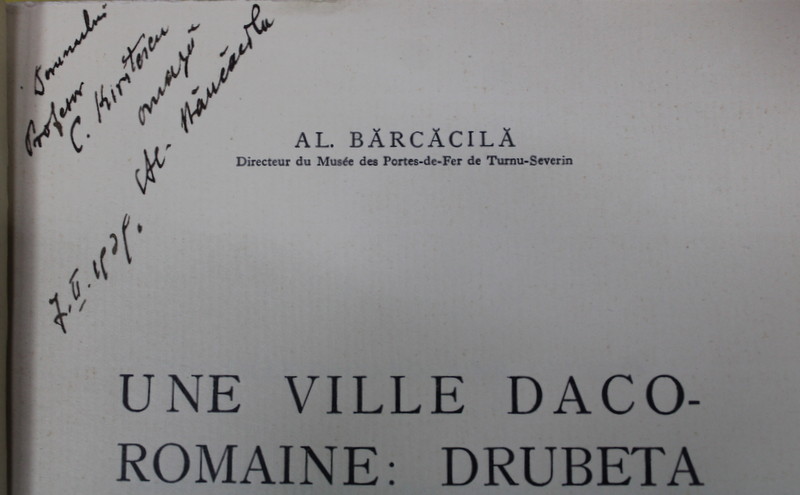 Domnului
Profesor
C. Kiriţescu
omagiu
Al. Bărcăcilă
7.II.1939.
AL. BĂRCĂCILĂ
Directeur du Musée des Portes-de-Fer de Turnu-Severin
UNE VILLE DACO-
ROMAINE: DRUBETA